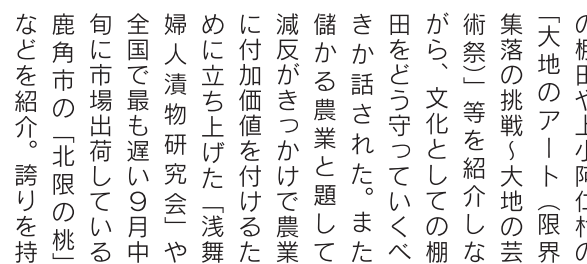 の棚田や上小阿仁村の
「大地のアート（限界
集落の挑戦～大地の芸
術祭）」等を紹介しな
がら、文化としての棚
田をどう守っていくべ
きか話された。また
儲かる農業と題して
減反がきっかけで農業
に付加価値を付けるた
めに立ち上げた「浅舞
婦人漬物研究会」や
全国で最も遅い9月中
旬に市場出荷している
鹿角市の「北限の桃」
などを紹介。誇りを持